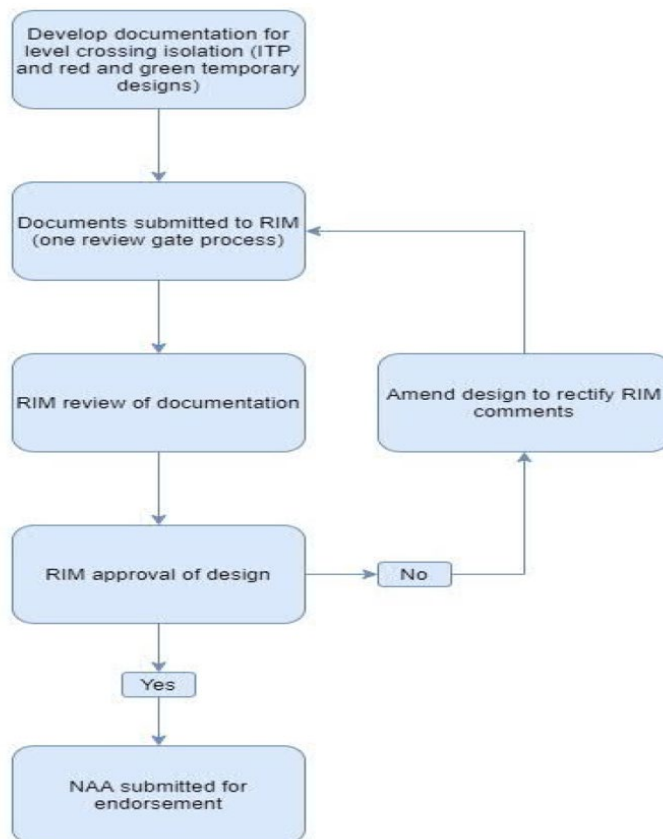 Develop documentation for
level crossing isolation (ITP
and red and green temporary
designs)
Documents submitted to RIM
(one review gate process)
RIM review of documentation
Amend design to rectify RIM
comments
RIM approval of design
No
Yes
NAA submitted for
endorsement